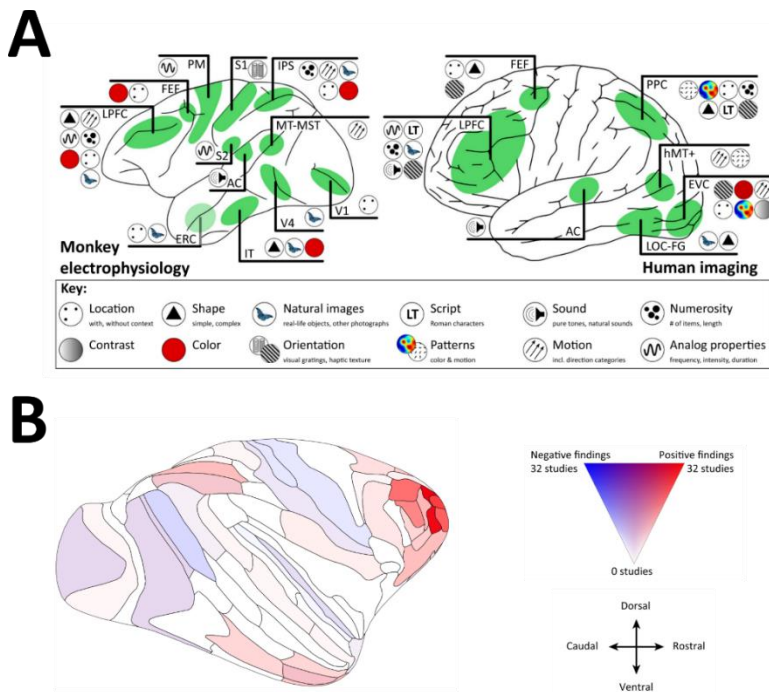 A
PM
S1
IPS
FEF
LPFC
MT-MST
S2
AC
V4
V1
ERC
IT
Monkey
electrophysiology
FEF
PPC
LPFC
LT
LT
hMT+
EVC
AC
LOC-FG
Human imaging
Key:
Location
with, without context
Shape
simple, complex
Natural images
real-life objects, other photographs
LT
Script
Roman characters
Sound
pure tones, natural sounds
Numerosity
# of items, length
Contrast
Color
Orientation
visual gratings, haptic texture
Patterns
color & motion
Motion
incl. direction categories
Analog properties
frequency, intensity, duration
B
Negative findings
32 studies
Positive findings
32 studies
0 studies
Dorsal
Caudal
Rostral
Ventral